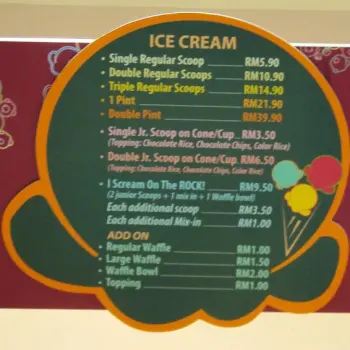 ICE CREAM
• Single Regular Scoop RM5.90
• Double Regular Scoops RM10.90
• Triple Regular Scoops RM14.90
• 1 Pint RM21.90
• Double Pint RM39.90
• Single Jr. Scoop on Cone/Cup RM3.50
(Topping: Chocolate Rice, Chocolate Chips, Color Rice)
• Double Jr. Scoop on Cone/Cup RM6.50
(Topping: Chocolate Rice, Chocolate Chips, Color Rice)
• I Scream On The ROCK! RM9.50
(2 junior Scoops + 1 mix in + 1 Waffle bowl)
Each additional scoop RM3.50
Each additional Mix-in RM1.00
ADD ON
• Regular Waffle RM1.00
• Large Waffle RM1.50
• Waffle Bowl RM2.00
• Topping RM1.00